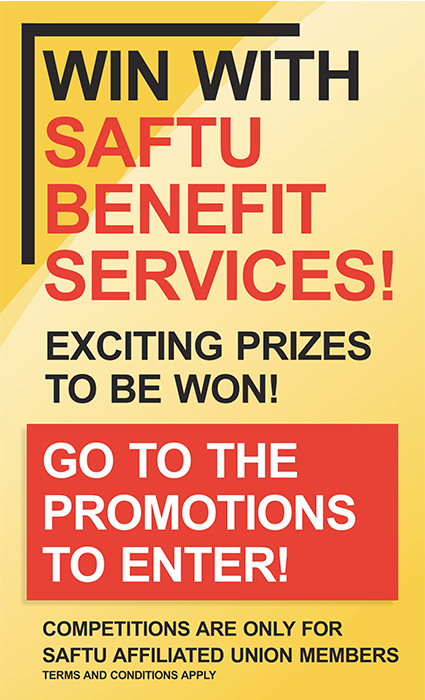 WIN WITH
SAFTU
BENEFIT
SERVICES!
EXCITING PRIZES
TO BE WON!
GO TO THE
PROMOTIONS
TO ENTER!
COMPETITIONS ARE ONLY FOR
SAFTU AFFILIATED UNION MEMBERS
TERMS AND CONDITIONS APPLY